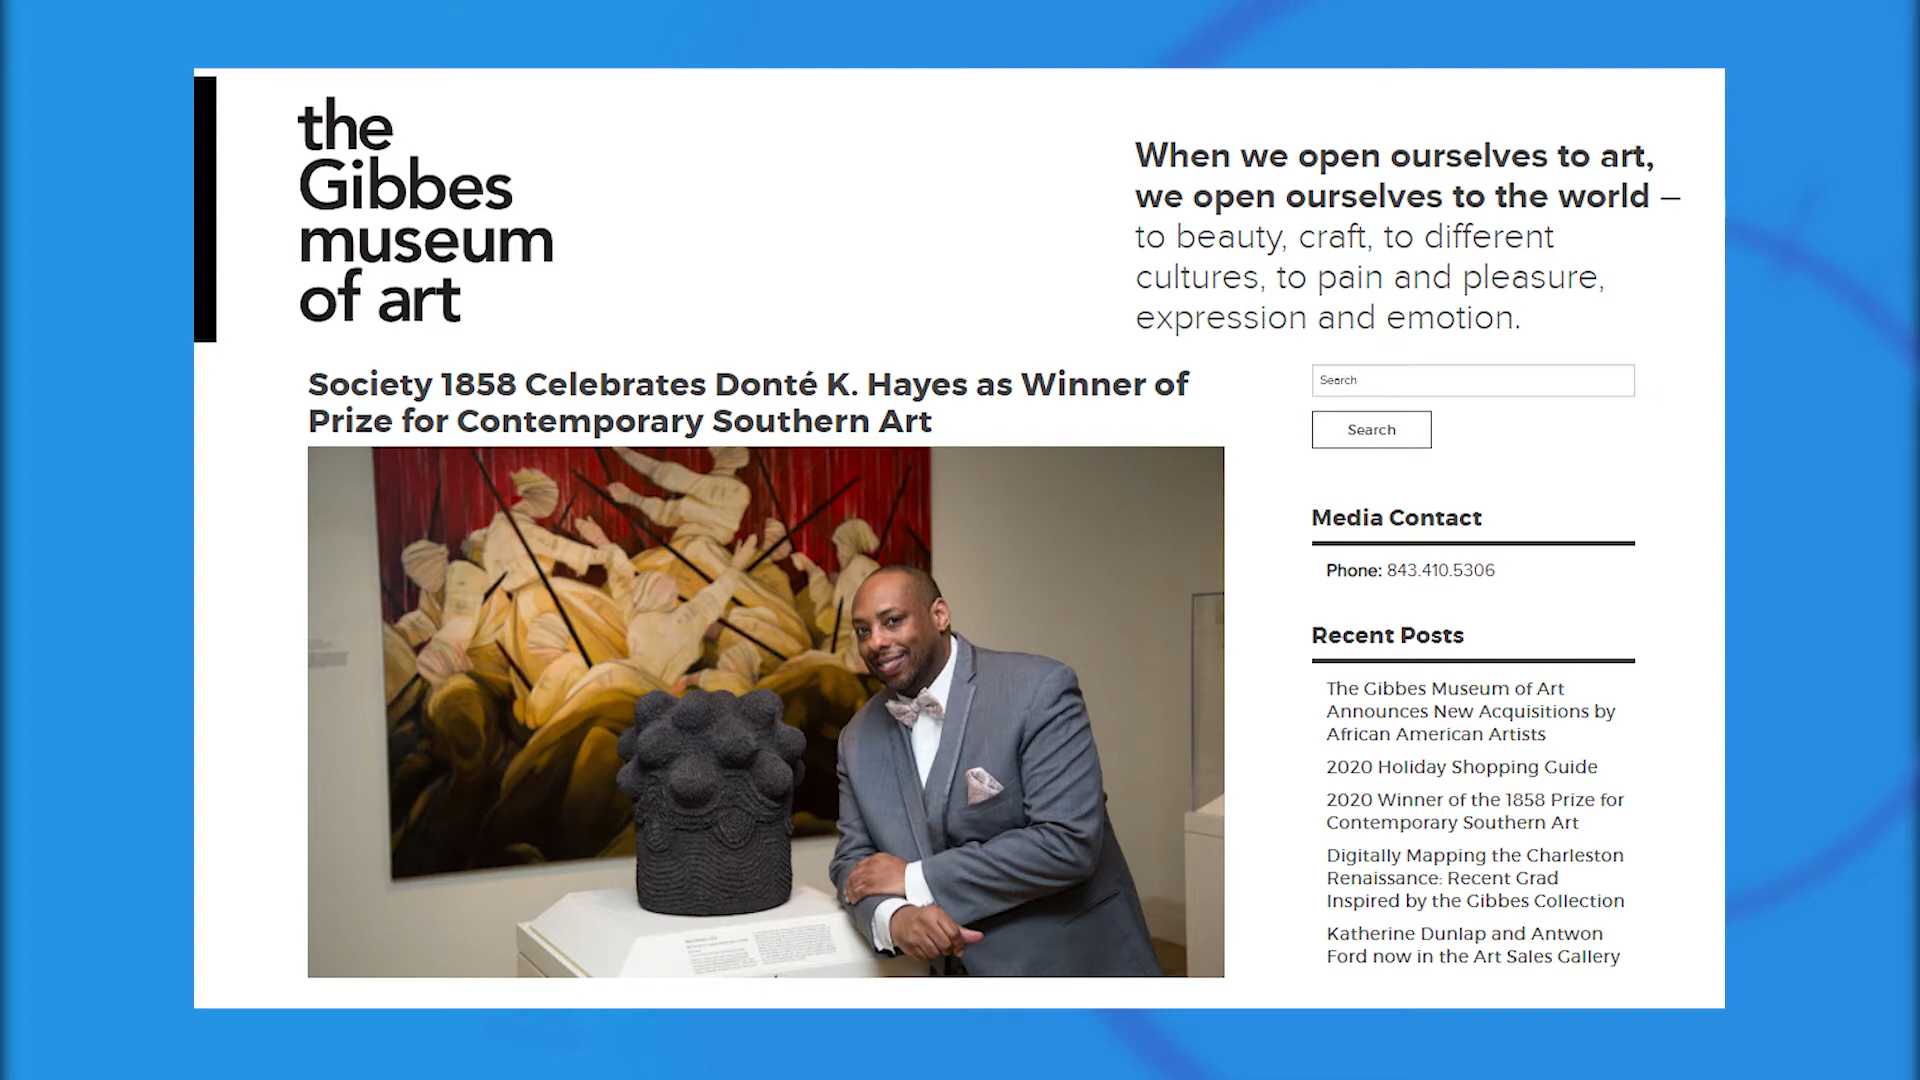 the
Gibbes
museum
of art
When we open ourselves to art,
we open ourselves to the world —
to beauty, craft, to different
cultures, to pain and pleasure,
expression and emotion.
Society 1858 Celebrates Donté K. Hayes as Winner of
Prize for Contemporary Southern Art
Search
Search
Media Contact
Phone: 843.410.5306
Recent Posts
The Gibbes Museum of Art
Announces New Acquisitions by
African American Artists
2020 Holiday Shopping Guide
2020 Winner of the 1858 Prize for
Contemporary Southern Art
Digitally Mapping the Charleston
Renaissance: Recent Grad
Inspired by the Gibbes Collection
Katherine Dunlap and Antwon
Ford now in the Art Sales Gallery